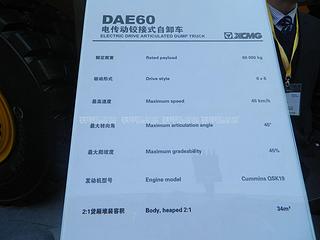 DAE60
电传动铰接式自卸车
ELECTRIC DRIVE ARTICULATED DUMP TRUCK
XCMG
额定载重 Rated payload 60 000 kg
驱动形式 Drive style 6 x 6
最高速度 Maximum speed 45 km/h
最大转向角 Maximum articulation angle 45°
最大爬坡度 Maximum gradeability 45%
发动机型号 Engine model Cummins QSK19
2:1货厢堆装容积 Body, heaped 2:1 34m³